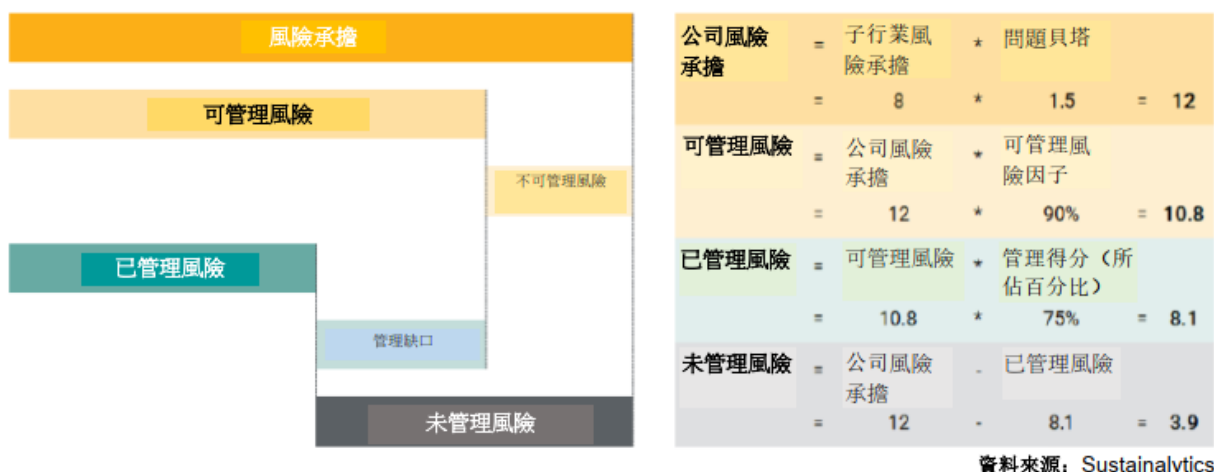 風險承擔
可管理風險
不可管理風險
已管理風險
管理缺口
未管理風險
公司風險 = 子行業風 * 問題貝塔
承擔 險承擔
= 8 * 1.5 = 12
可管理風險 = 公司風險 * 可管理風
承擔 險因子
= 12 * 90% = 10.8
已管理風險 = 可管理風險 * 管理得分（所
佔百分比）
= 10.8 * 75% = 8.1
未管理風險 = 公司風險 - 已管理風險
承擔
= 12 - 8.1 = 3.9
資料來源：Sustainalytics